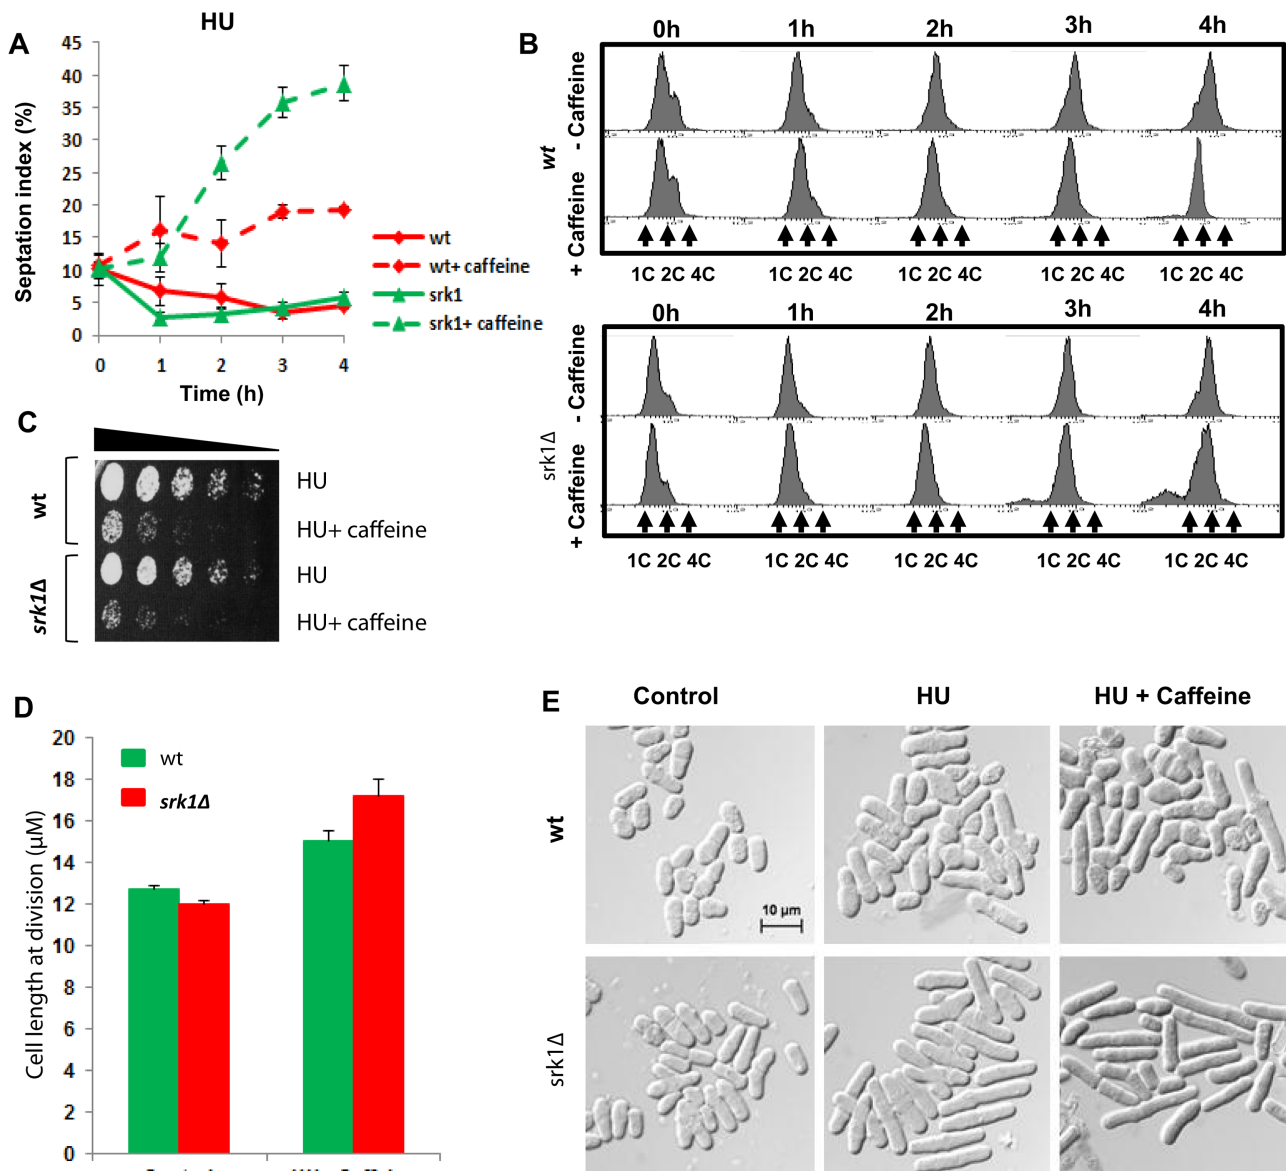 HU
A
Septation index (%)
45
40
35
30
25
20
15
10
5
0
0 1 2 3 4
Time (h)
wt
wt+ caffeine
srk1
srk1+ caffeine
B
0h 1h 2h 3h 4h
wt
- Caffeine
+ Caffeine
1C 2C 4C 1C 2C 4C 1C 2C 4C 1C 2C 4C 1C 2C 4C
0h 1h 2h 3h 4h
srk1Δ
- Caffeine
+ Caffeine
1C 2C 4C 1C 2C 4C 1C 2C 4C 1C 2C 4C 1C 2C 4C
C
wt
HU
HU+ caffeine
srk1Δ
HU
HU+ caffeine
D
Cell length at division (µM)
20
18
16
14
12
10
8
6
4
2
0
wt
srk1Δ
E
Control HU HU + Caffeine
wt
10 µm
srk1Δ